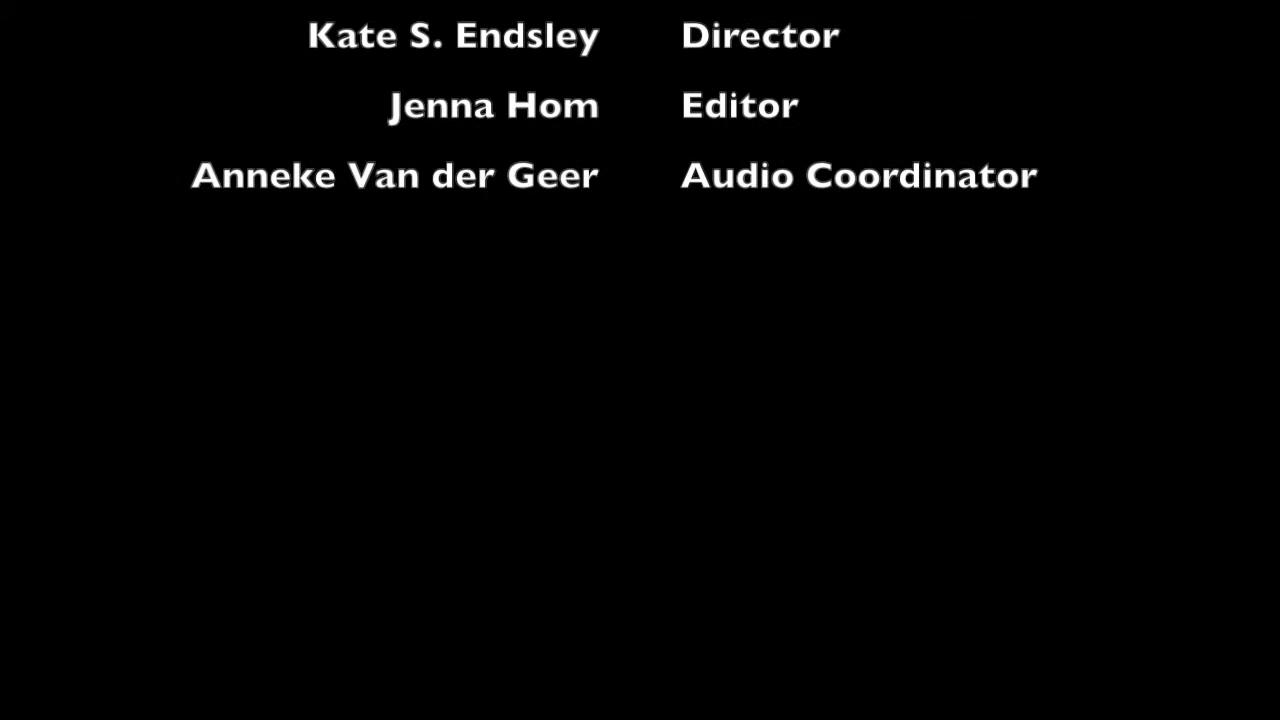 Kate S. Endsley Director
Jenna Hom Editor
Anneke Van der Geer Audio Coordinator